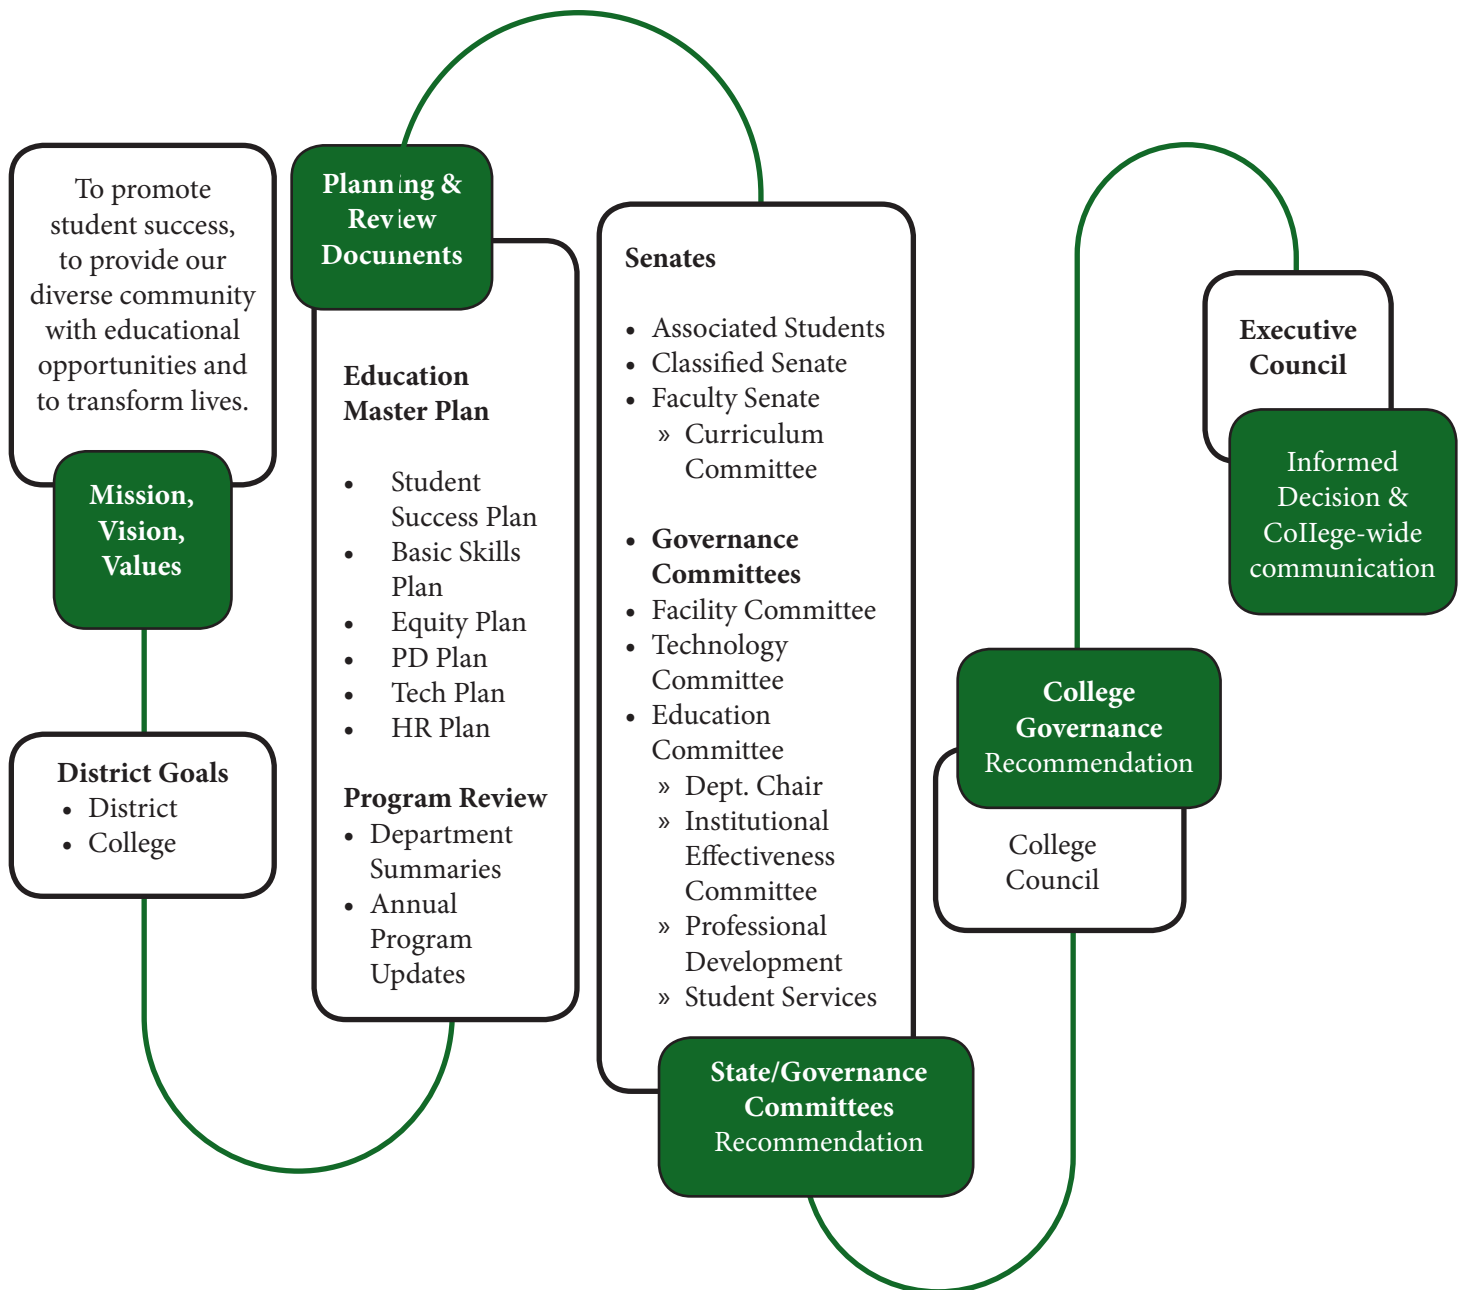 To promote
student success,
to provide our
diverse community
with educational
opportunities and
to transform lives.
Mission,
Vision,
Values
District Goals
• District
• College
Planning &
Review
Documents
Education
Master Plan
• Student
Success Plan
• Basic Skills
Plan
• Equity Plan
• PD Plan
• Tech Plan
• HR Plan
Program Review
• Department
Summaries
• Annual
Program
Updates
Senates
• Associated Students
• Classified Senate
• Faculty Senate
» Curriculum
Committee
• Governance
Committees
• Facility Committee
• Technology
Committee
• Education
Committee
» Dept. Chair
» Institutional
Effectiveness
Committee
» Professional
Development
» Student Services
State/Governance
Committees
Recommendation
College
Governance
Recommendation
College
Council
Executive
Council
Informed
Decision &
CoIIege-wide
communication